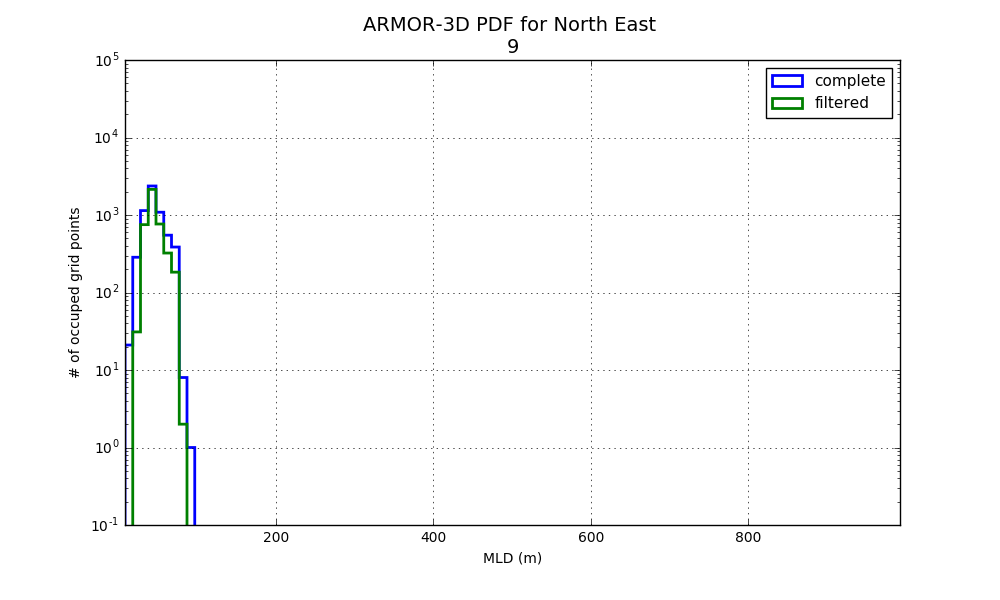 ARMOR-3D PDF for North East
9
complete
filtered
# of occuped grid points
10^5
10^4
10^3
10^2
10^1
10^0
10^-1
200 400 600 800
MLD (m)